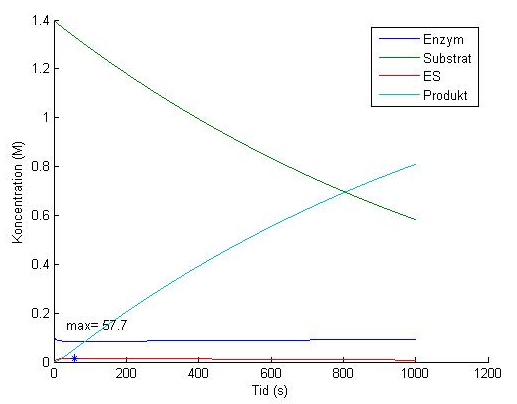 1.4
1.2
1
0.8
0.6
0.4
0.2
0
Koncentration (M)
Enzym
Substrat
ES
Produkt
max= 57.7
0 200 400 600 800 1000 1200
Tid (s)